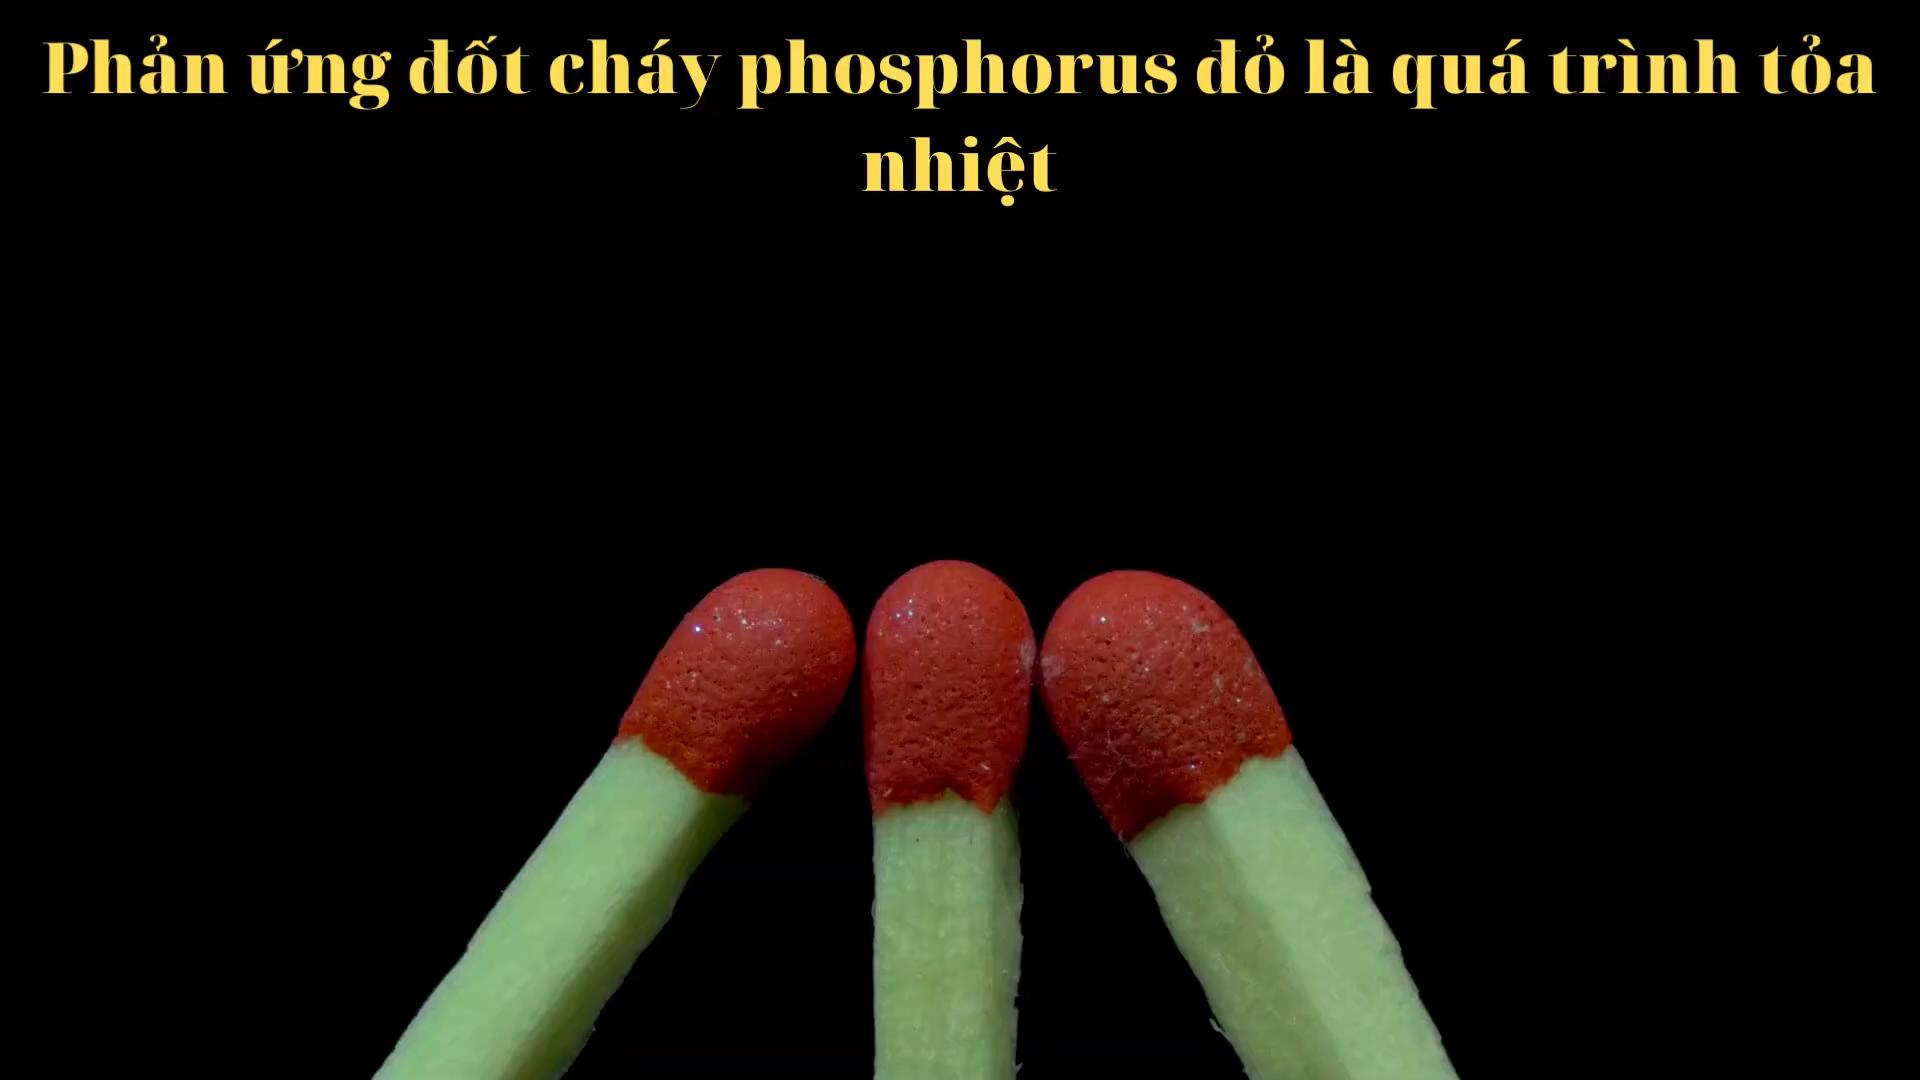 Phản ứng đốt cháy phosphorus đỏ là quá trình tỏa
nhiệt